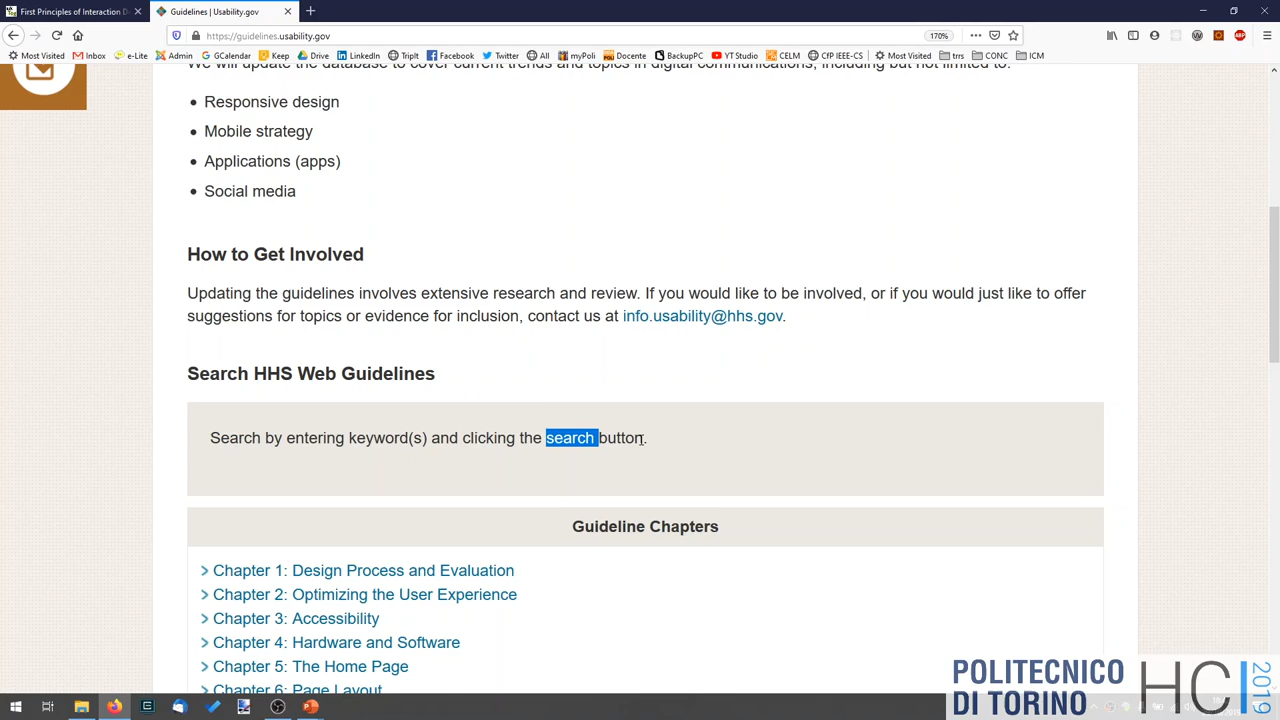 First Principles of Interaction D
Guidelines | Usability.gov
https://guidelines.usability.gov
170%
Most Visited
Inbox
e-Lite
Admin
GCalendar
Keep
Drive
LinkedIn
TripIt
Facebook
Twitter
All
myPoli
Docente
BackupPC
YT Studio
CELM
CfP IEEE-CS
Most Visited
trrs
CONC
ICM
We will update the database to cover current trends and topics in digital communications, including but not limited to:
Responsive design
Mobile strategy
Applications (apps)
Social media
How to Get Involved
Updating the guidelines involves extensive research and review. If you would like to be involved, or if you would just like to offer
suggestions for topics or evidence for inclusion, contact us at info.usability@hhs.gov.
Search HHS Web Guidelines
Search by entering keyword(s) and clicking the search button.
Guideline Chapters
Chapter 1: Design Process and Evaluation
Chapter 2: Optimizing the User Experience
Chapter 3: Accessibility
Chapter 4: Hardware and Software
Chapter 5: The Home Page
Chapter 6: Page Layout
POLITECNICO
DI TORINO
HCI
2019